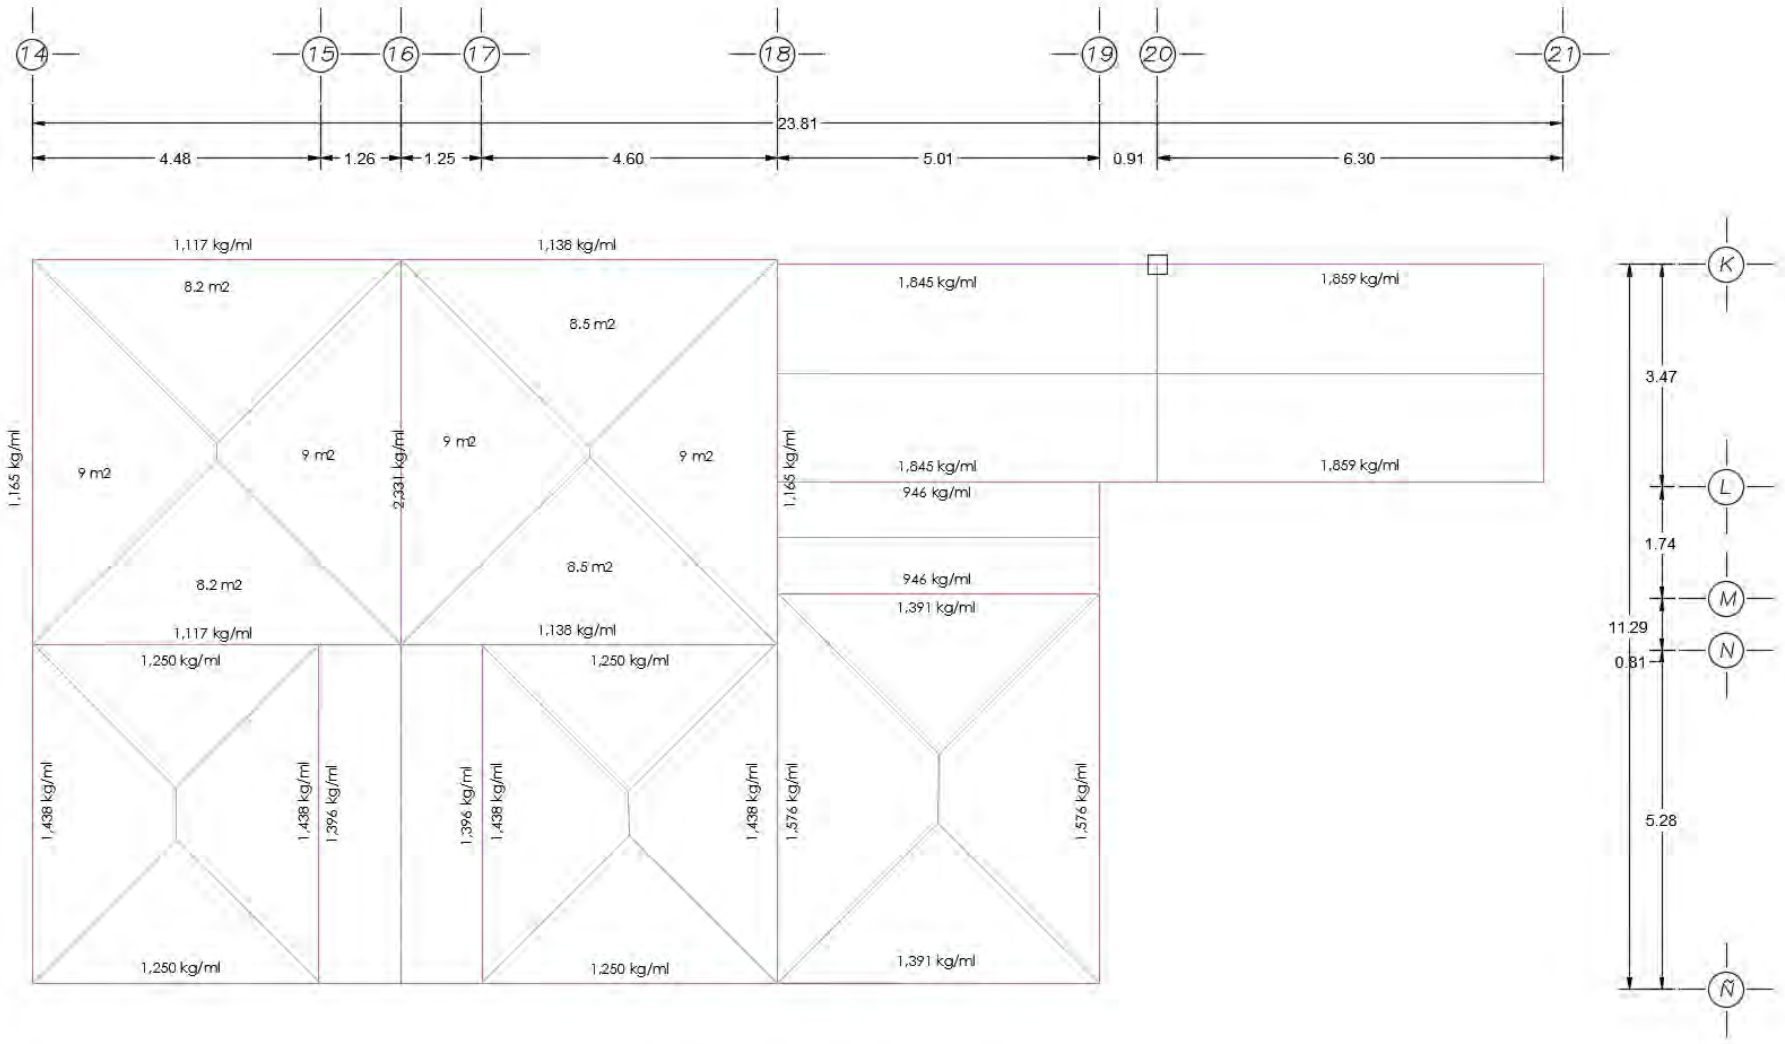 14
15
16
17
18
19
20
21
23.81
4.48
1.26
1.25
4.60
5.01
0.91
6.30
1,117 kg/ml
1,138 kg/ml
K
1,845 kg/ml
1,859 kg/ml
8.2 m2
8.5 m2
3.47
1,165 kg/ml
9 m2
9 m2
2,331 kg/ml
9 m2
9 m2
1,165 kg/ml
1,845 kg/ml
1,859 kg/ml
946 kg/ml
L
1.74
8.2 m2
8.5 m2
946 kg/ml
1,391 kg/ml
M
1,117 kg/ml
1,138 kg/ml
11.29
1,250 kg/ml
1,250 kg/ml
N
0.81
1,438 kg/ml
1,438 kg/ml
1,396 kg/ml
1,396 kg/ml
1,438 kg/ml
1,438 kg/ml
1,576 kg/ml
1,576 kg/ml
5.28
1,250 kg/ml
1,250 kg/ml
1,391 kg/ml
Ñ